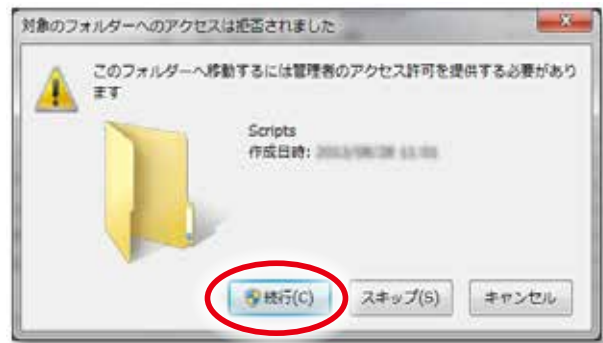 対象のフォルダーへのアクセスは拒否されました
このフォルダーへ移動するには管理者のアクセス許可を提供する必要があり
ます
Scripts
作成日時:
続行(C)
スキップ(S)
キャンセル